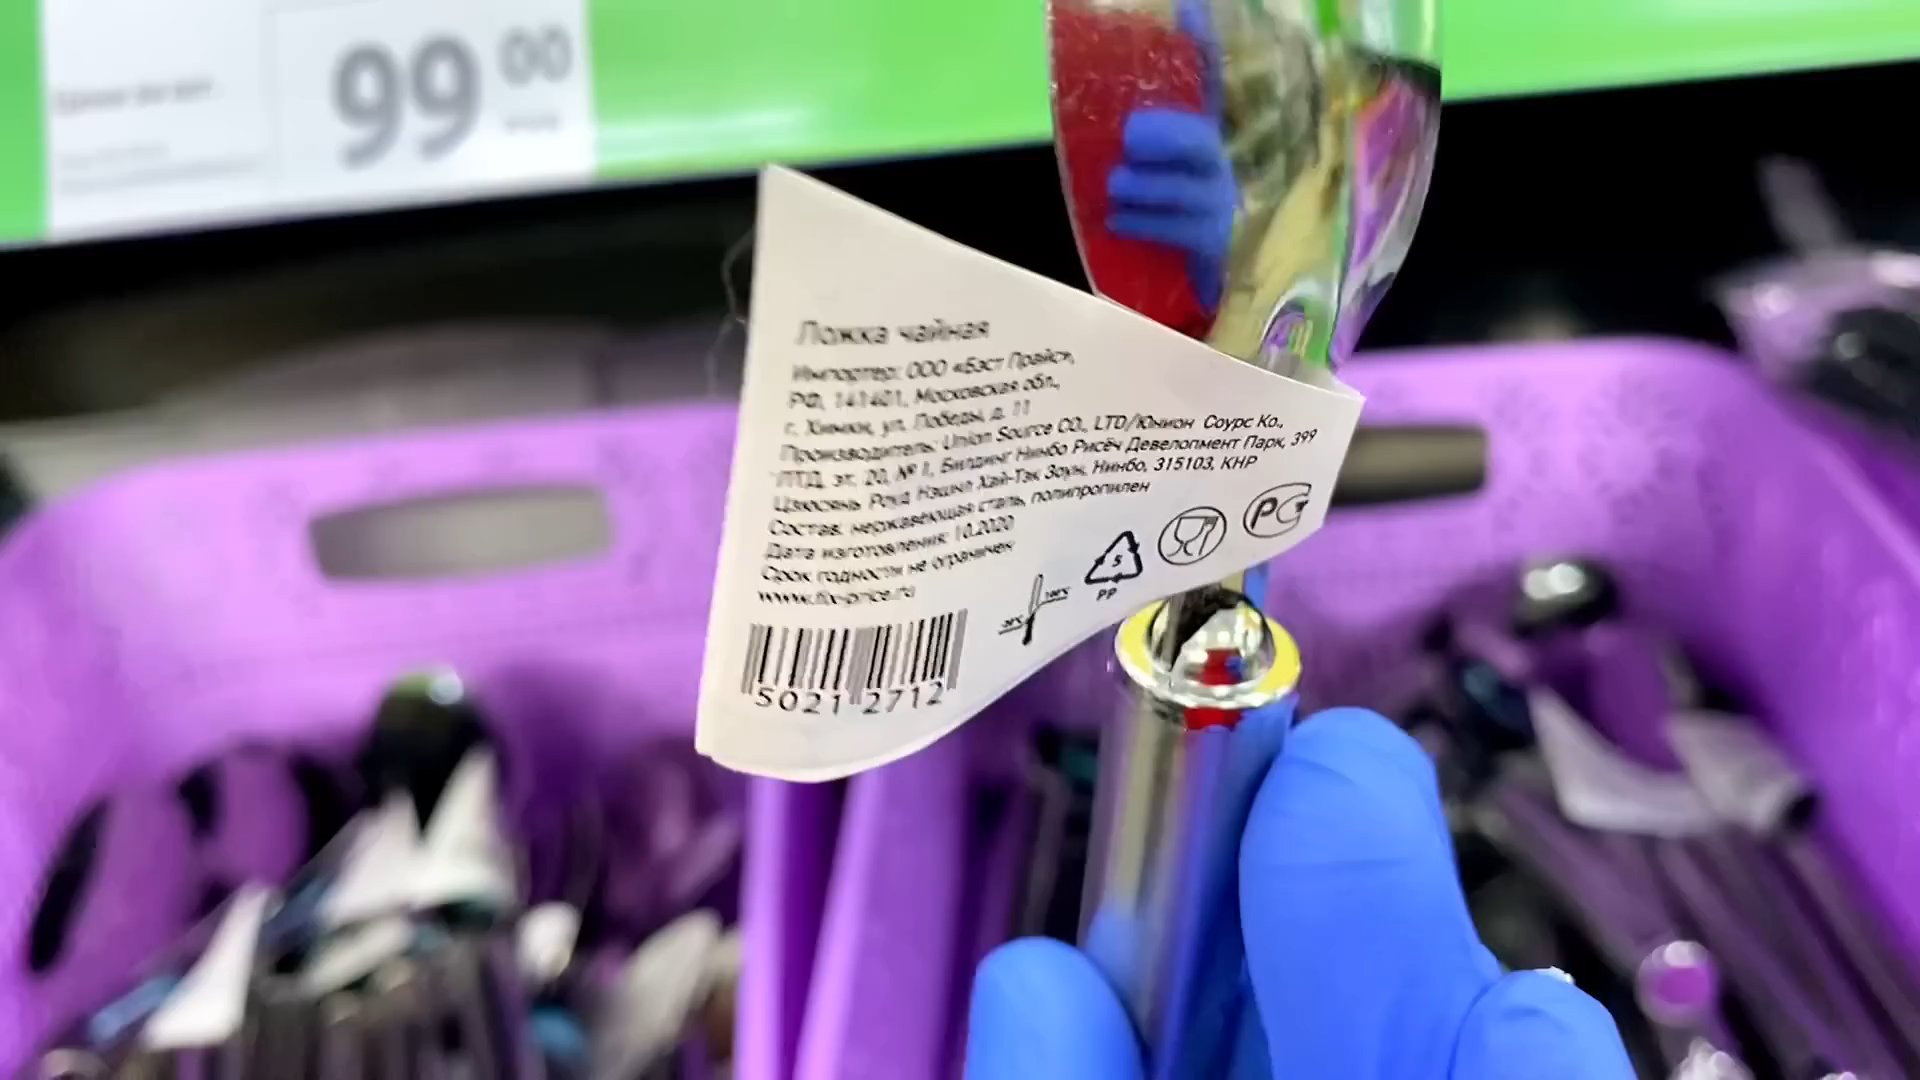 99 00
Ложка чайная
Импортер: ООО «Бэст Прайс»,
РФ, 141401, Московская обл.,
г. Химки, ул. Победы, д. 11
Производитель: Union Source CO., LTD/Юнион Соурс Ко.,
ЛТД, эт. 20, № 1, Билдинг Нинбо Рисёч Девелопмент Парк, 399
Цзюсянь Роуд Нэшнл Хай-Тэк Зоун, Нинбо, 315103, КНР
Состав: нержавеющая сталь, полипропилен
Дата изготовления: 10.2020
Срок годности не ограничен
www.fix-price.ru
5
PP
РС
5021 2712